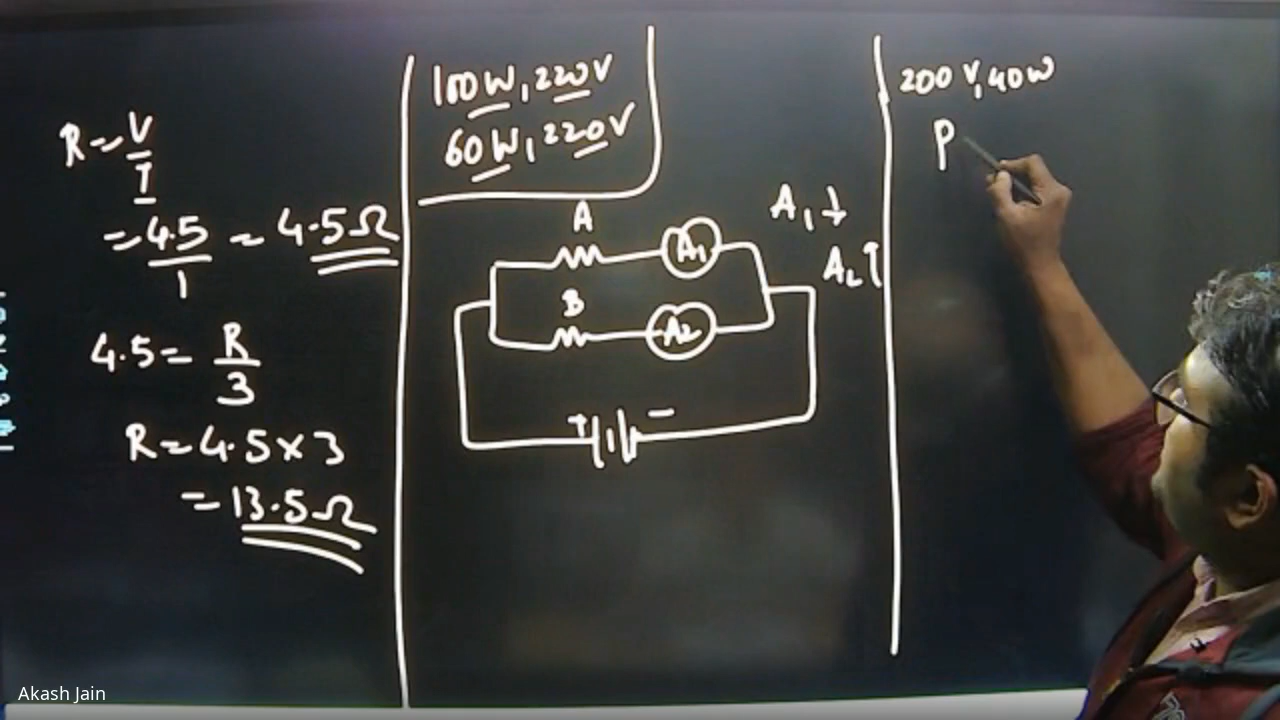 R = V/I
= 4.5/1 = 4.5Ω
4.5 = R/3
R = 4.5 × 3
= 13.5Ω
100W, 220V
60W, 220V
A
A1
B
A2
+ −
A1 ↓
A2 ↑
200V, 40W
P
Akash Jain